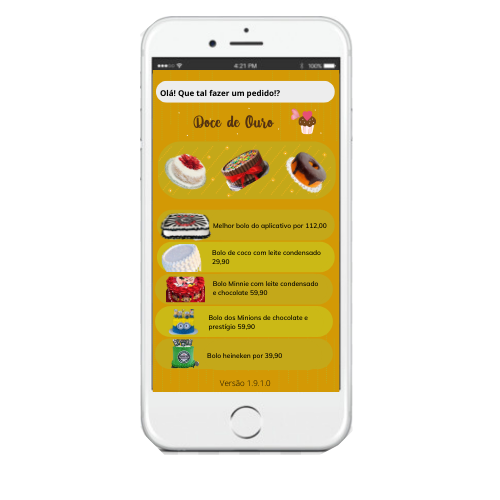 4:21 PM
100%
Olá! Que tal fazer um pedido!?
Doce de Ouro
Melhor bolo do aplicativo por 112,00
Bolo de coco com leite condensado
29,90
Bolo Minnie com leite condensado
e chocolate 59,90
Bolo dos Minions de chocolate e
prestígio 59,90
Bolo heineken por 39,90
Versão 1.9.1.0